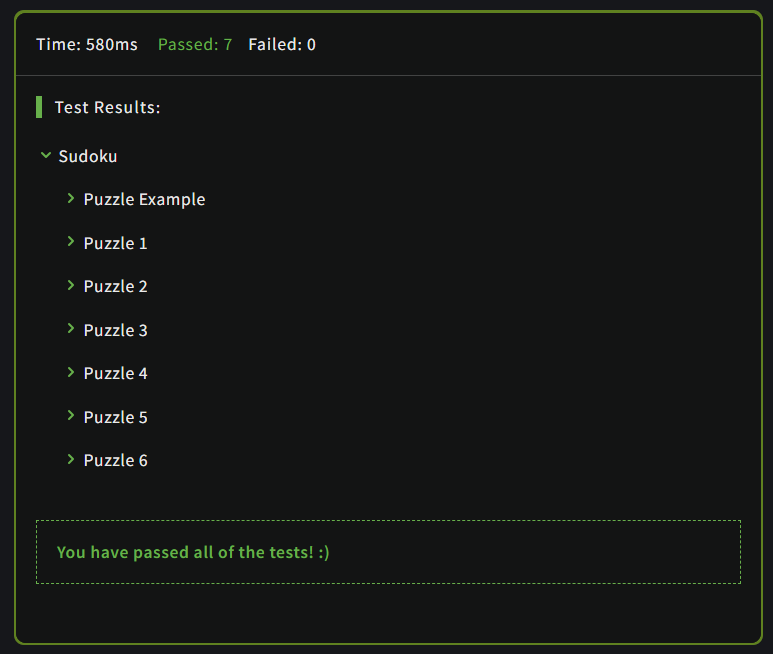 Time: 580ms Passed: 7 Failed: 0
Test Results:
Sudoku
Puzzle Example
Puzzle 1
Puzzle 2
Puzzle 3
Puzzle 4
Puzzle 5
Puzzle 6
You have passed all of the tests! :)